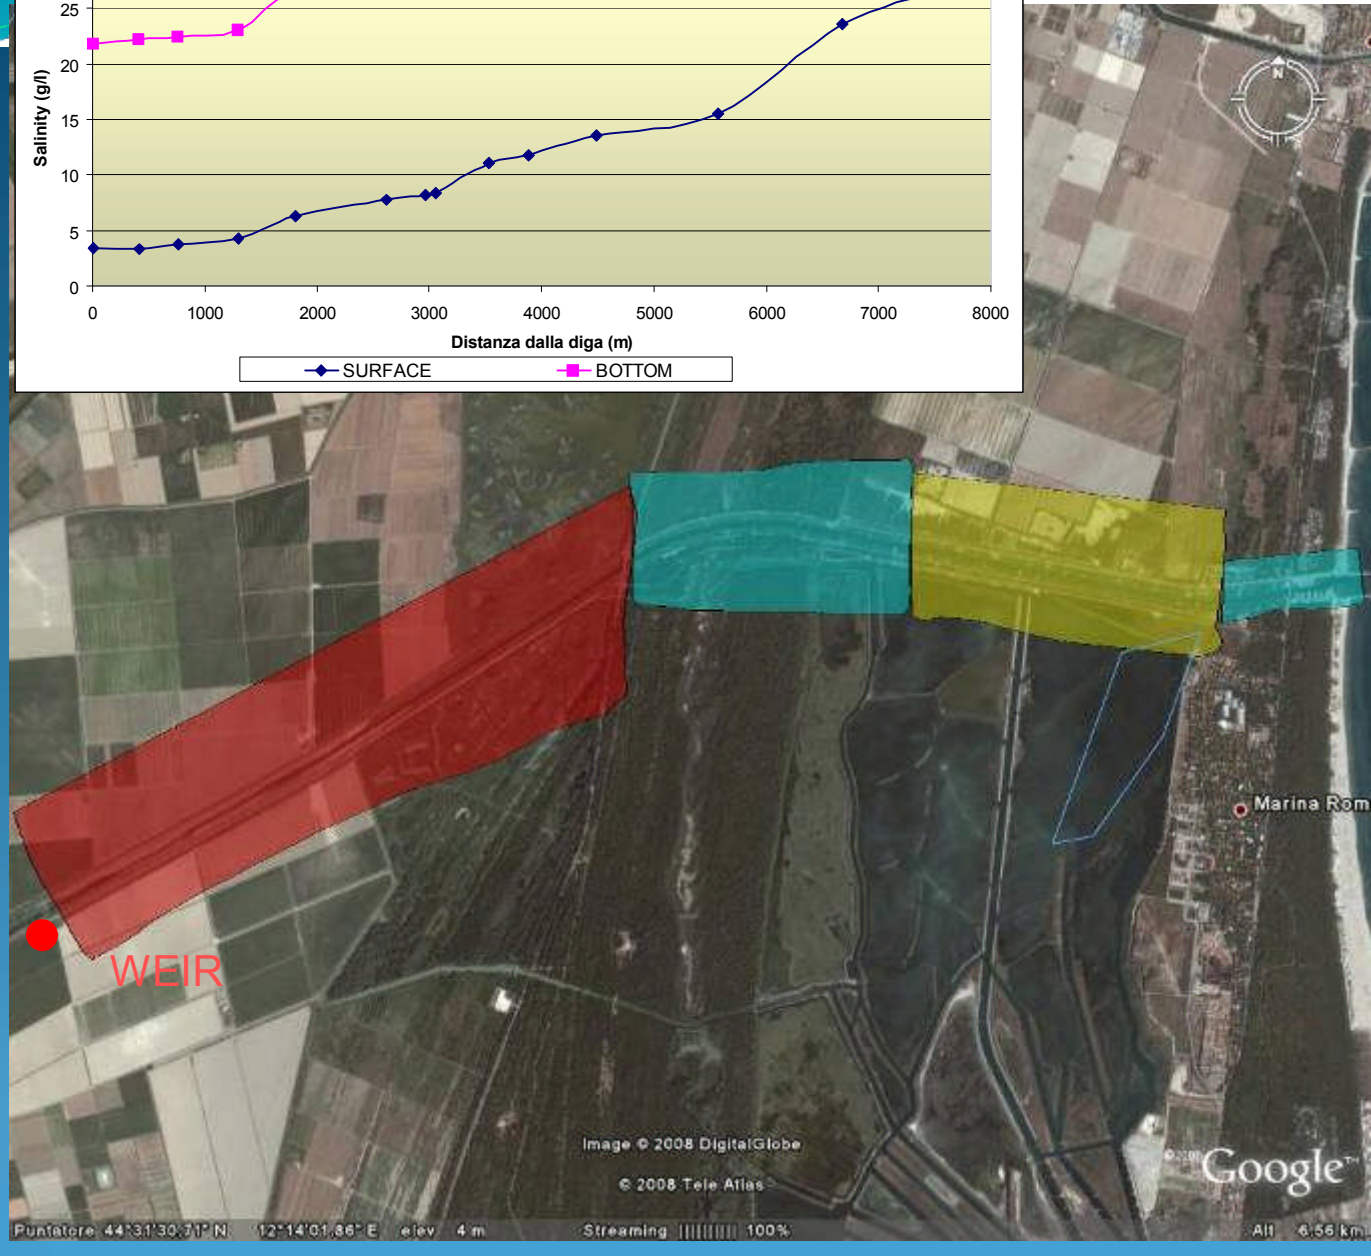 25
20
15
10
5
0
Salinity (g/l)
0 1000 2000 3000 4000 5000 6000 7000 8000
Distanza dalla diga (m)
SURFACE BOTTOM
N
Marina Rom
WEIR
Image © 2008 DigitalGlobe
© 2008 Tele Atlas
Google™
Puntatore 44°31'30,71" N 12°14'01,86" E elev 4 m Streaming ||||||||| 100% Alt 6,56 km